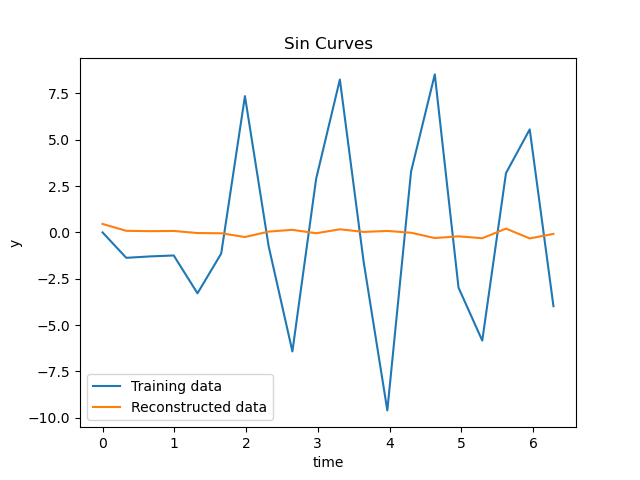 Sin Curves
7.5
5.0
2.5
0.0
−2.5
−5.0
−7.5
−10.0
y
Training data
Reconstructed data
0 1 2 3 4 5 6
time